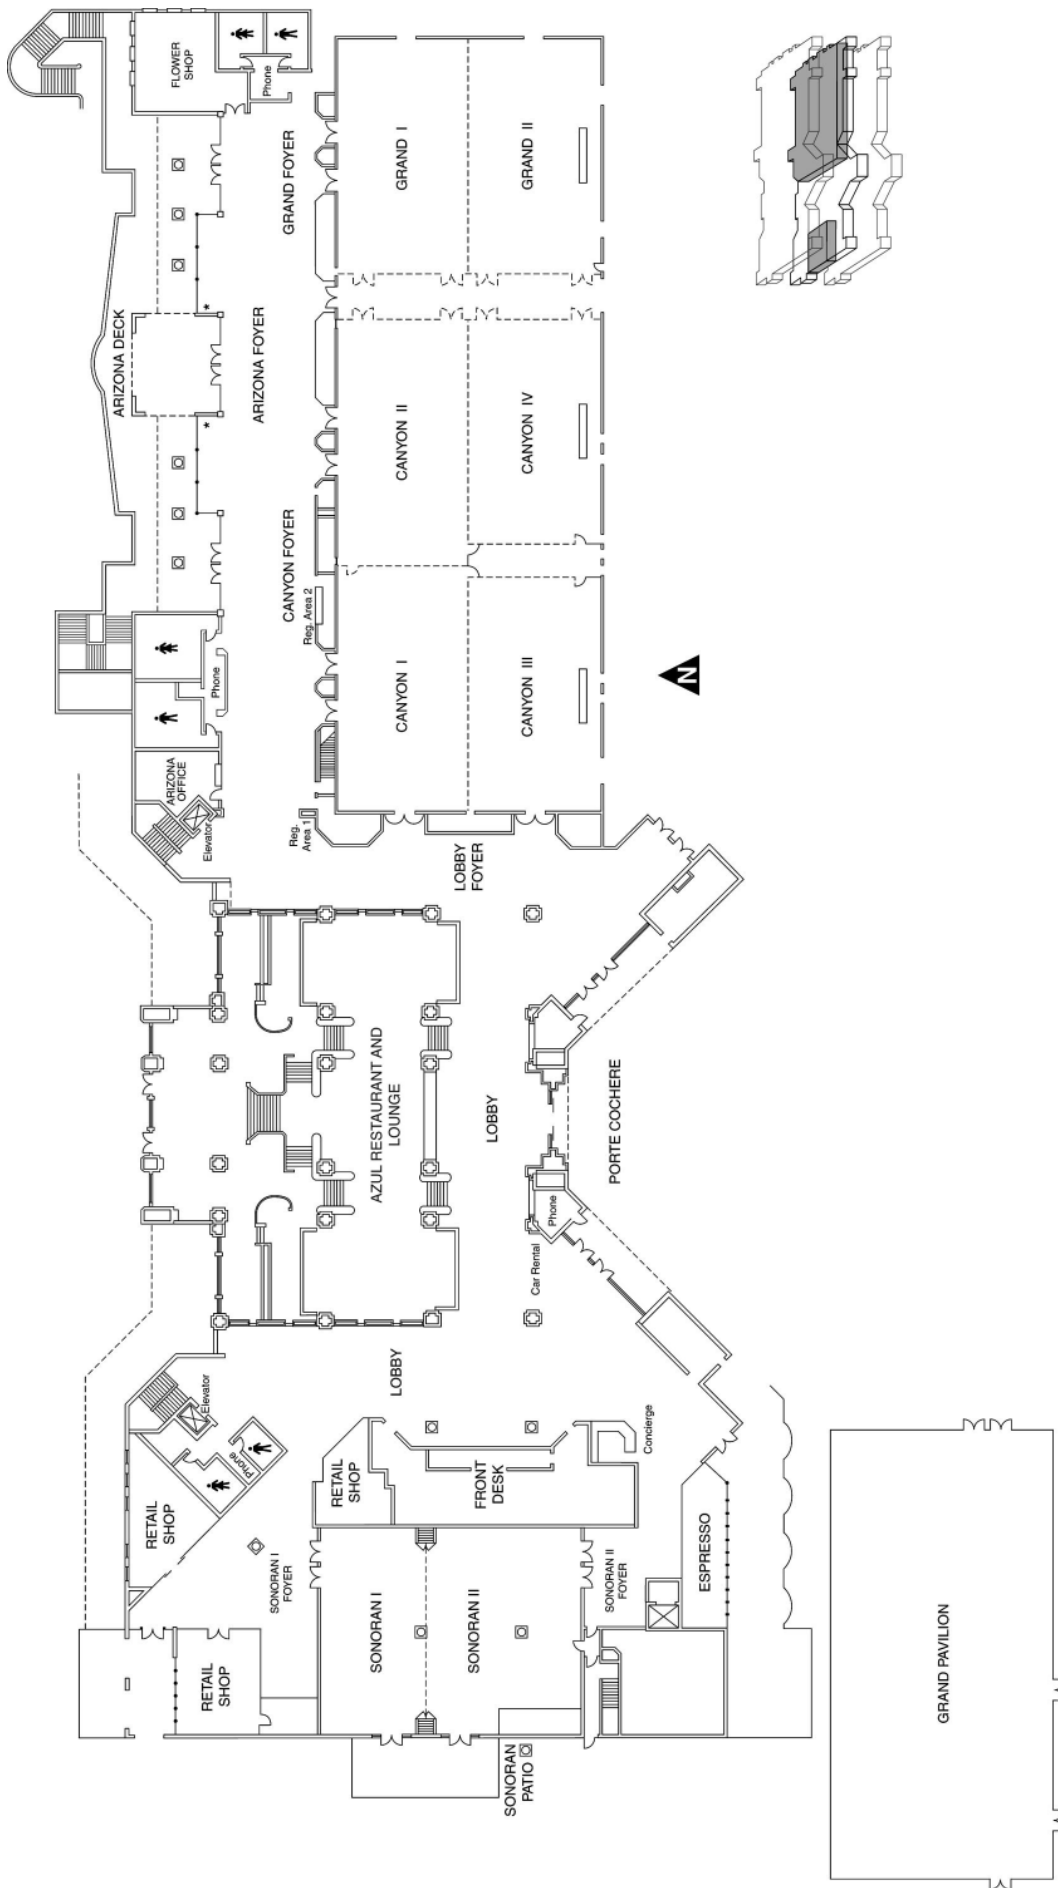 FLOWER
SHOP
Phone
GRAND FOYER
GRAND I
GRAND II
ARIZONA DECK
*
ARIZONA FOYER
*
CANYON II
CANYON IV
CANYON FOYER
Reg. Area 2
Phone
CANYON I
CANYON III
N
ARIZONA
OFFICE
Elevator
Reg.
Area 1
LOBBY
FOYER
AZUL RESTAURANT AND
LOUNGE
LOBBY
PORTE COCHERE
Phone
Car Rental
LOBBY
Elevator
Phone
Concierge
RETAIL
SHOP
RETAIL
SHOP
FRONT
DESK
ESPRESSO
SONORAN I
FOYER
SONORAN II
FOYER
SONORAN I
SONORAN II
RETAIL
SHOP
SONORAN
PATIO
GRAND PAVILION